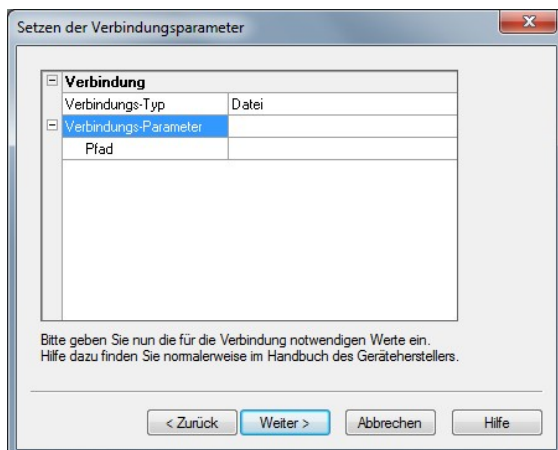 Setzen der Verbindungsparameter
Verbindung
Verbindungs-Typ Datei
Verbindungs-Parameter
Pfad
Bitte geben Sie nun die für die Verbindung notwendigen Werte ein.
Hilfe dazu finden Sie normalerweise im Handbuch des Geräteherstellers.
< Zurück Weiter > Abbrechen Hilfe